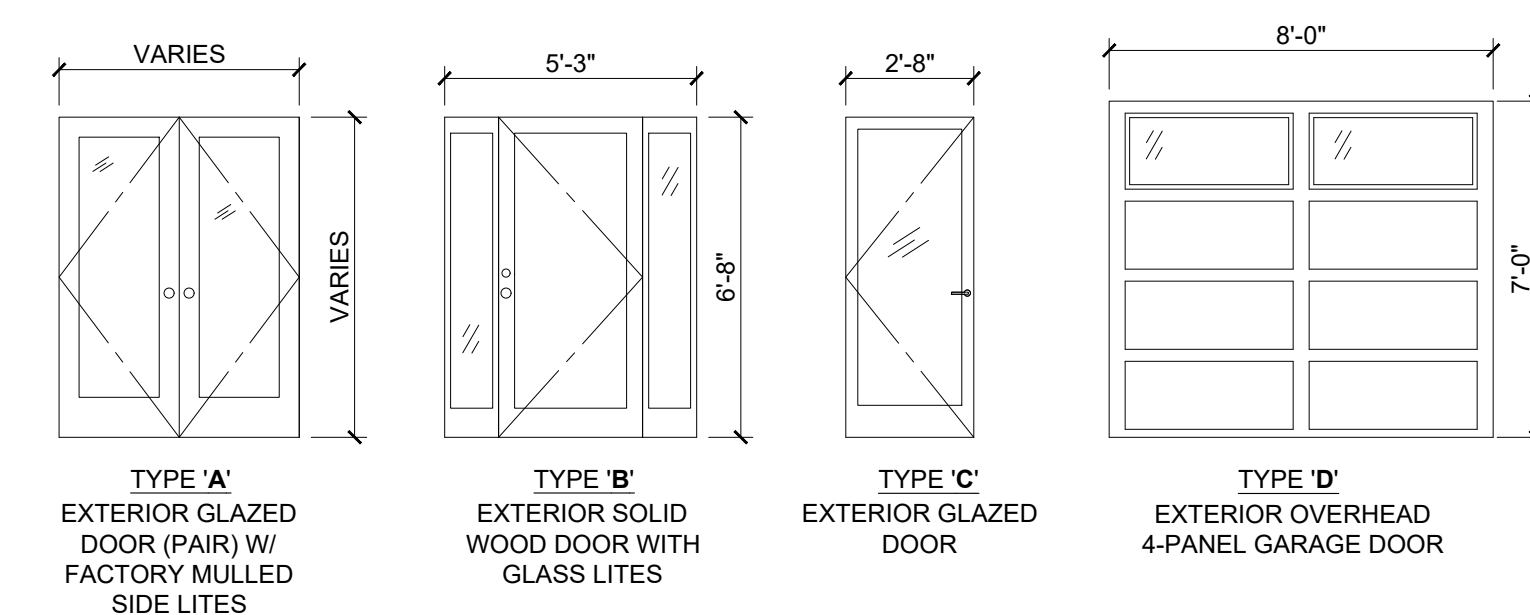 VARIES
VARIES
TYPE 'A'
EXTERIOR GLAZED
DOOR (PAIR) W/
FACTORY MULLED
SIDE LITES
5'-3"
6'-8"
TYPE 'B'
EXTERIOR SOLID
WOOD DOOR WITH
GLASS LITES
2'-8"
TYPE 'C'
EXTERIOR GLAZED
DOOR
8'-0"
7'-0"
TYPE 'D'
EXTERIOR OVERHEAD
4-PANEL GARAGE DOOR